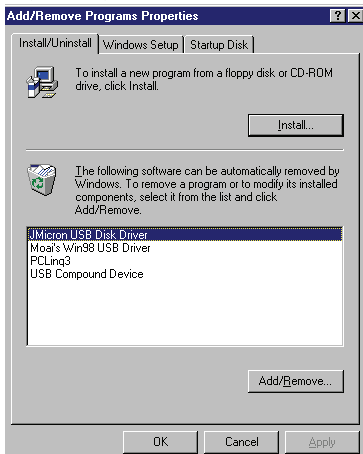 Add/Remove Programs Properties
Install/Uninstall
Windows Setup
Startup Disk
To install a new program from a floppy disk or CD-ROM
drive, click Install.
Install...
The following software can be automatically removed by
Windows. To remove a program or to modify its installed
components, select it from the list and click
Add/Remove.
JMicron USB Disk Driver
Moai's Win98 USB Driver
PCLinq3
USB Compound Device
Add/Remove...
OK
Cancel
Apply